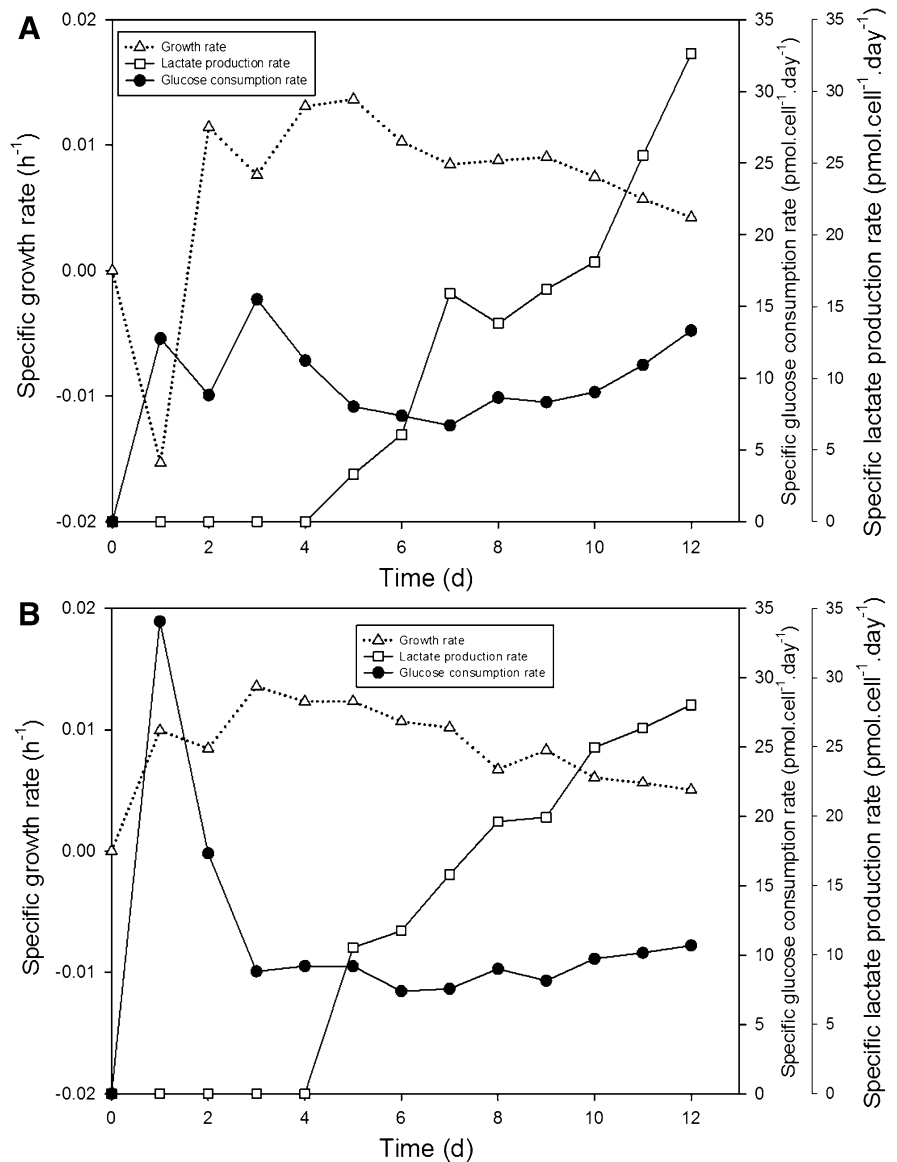 A
Growth rate
Lactate production rate
Glucose consumption rate
Specific growth rate (h⁻¹)
0.02
0.01
0.00
-0.01
-0.02
0 2 4 6 8 10 12
Time (d)
35
30
25
20
15
10
5
0
Specific glucose consumption rate (pmol.cell⁻¹.day⁻¹)
35
30
25
20
15
10
5
0
Specific lactate production rate (pmol.cell⁻¹.day⁻¹)
B
Growth rate
Lactate production rate
Glucose consumption rate
Specific growth rate (h⁻¹)
0.02
0.01
0.00
-0.01
-0.02
0 2 4 6 8 10 12
Time (d)
35
30
25
20
15
10
5
0
Specific glucose consumption rate (pmol.cell⁻¹.day⁻¹)
35
30
25
20
15
10
5
0
Specific lactate production rate (pmol.cell⁻¹.day⁻¹)